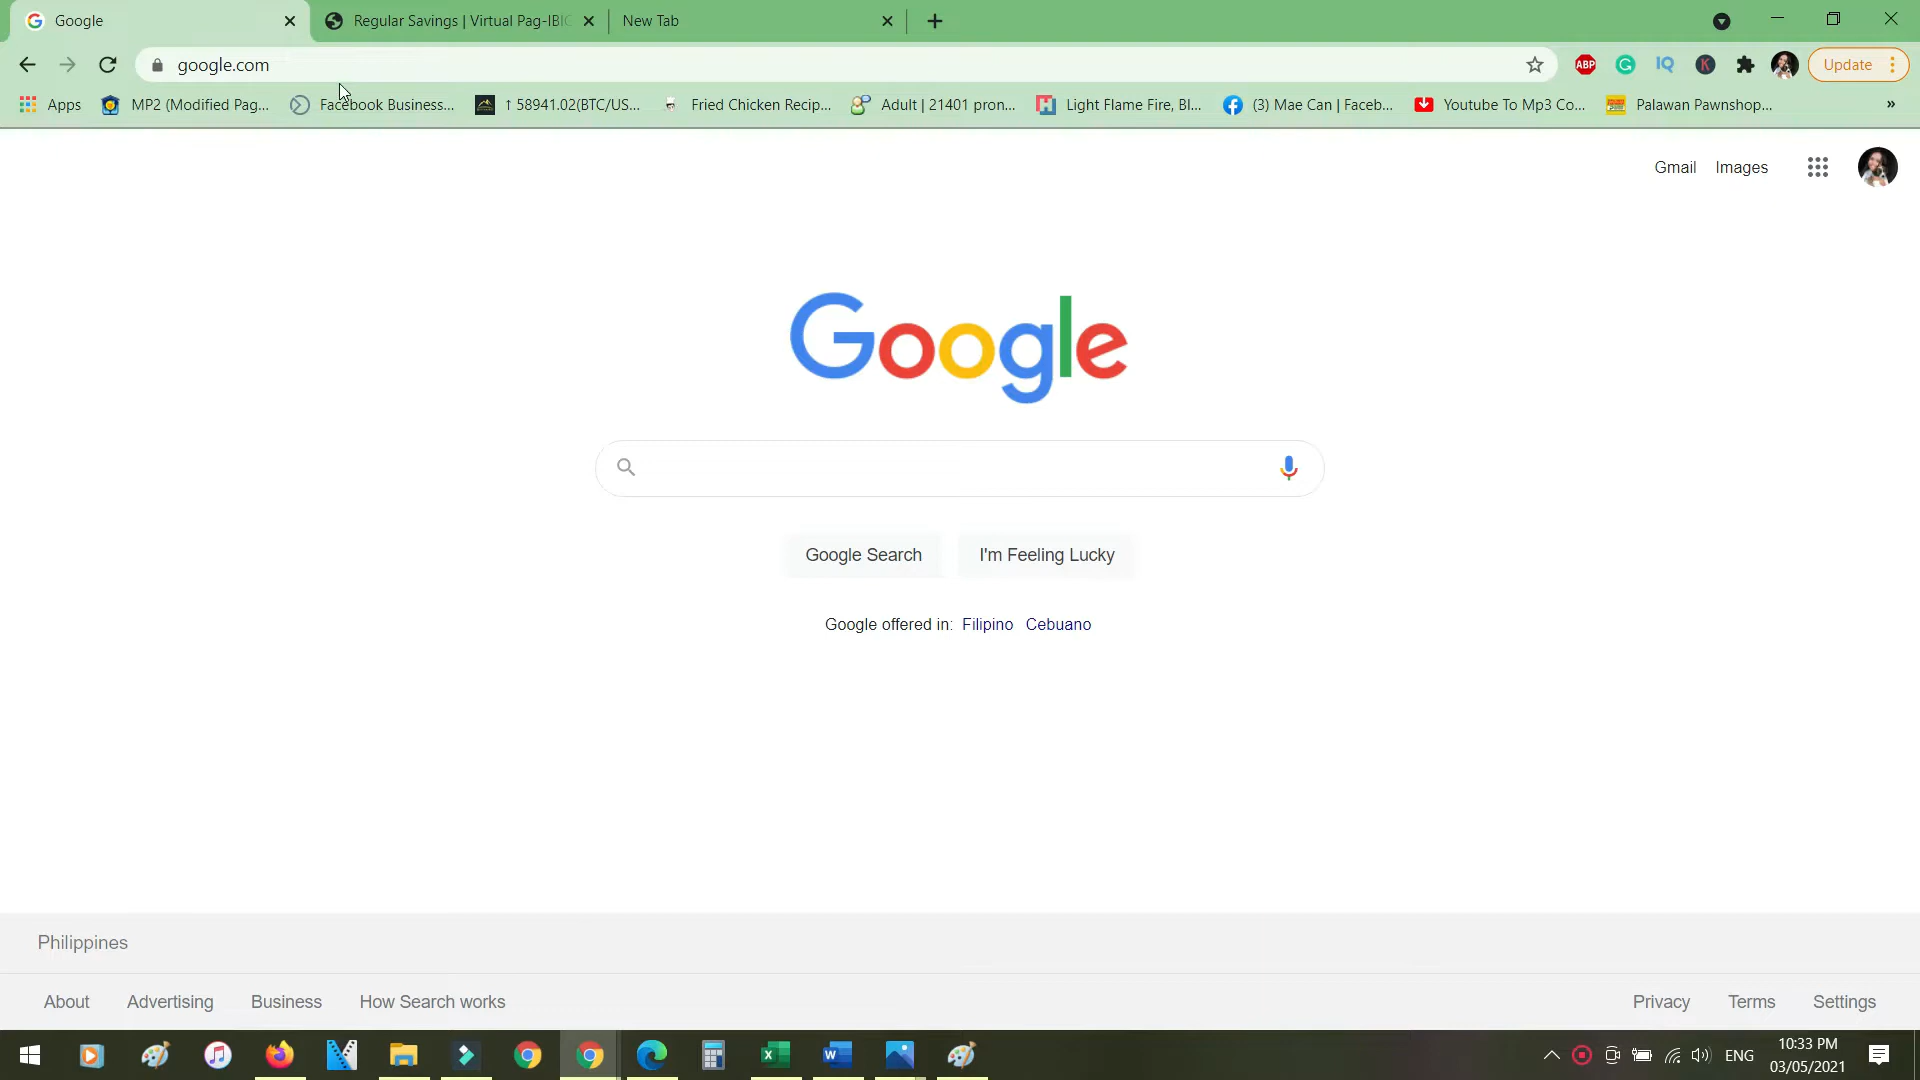 Google
Regular Savings | Virtual Pag-IBIG
New Tab
google.com
ABP
IQ
K
Update
Apps
MP2 (Modified Pag...
Facebook Business...
↑ 58941.02(BTC/US...
Fried Chicken Recip...
Adult | 21401 pron...
Light Flame Fire, Bl...
(3) Mae Can | Faceb...
Youtube To Mp3 Co...
Palawan Pawnshop...
»
Gmail
Images
Google
Google Search
I'm Feeling Lucky
Google offered in: Filipino Cebuano
Philippines
About
Advertising
Business
How Search works
Privacy
Terms
Settings
ENG
10:33 PM
03/05/2021